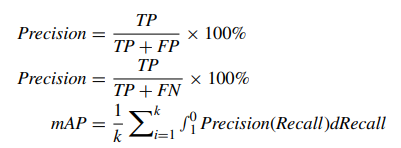 Precision = TP / (TP + FP) × 100%
Precision = TP / (TP + FN) × 100%
mAP = 1/k ∑_{i=1}^{k} ∫_1^0 Precision(Recall)dRecall